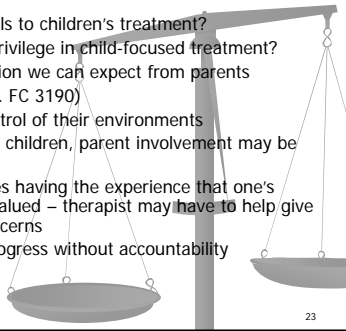 ls to children's treatment?
rivilege in child-focused treatment?
ion we can expect from parents
. FC 3190)
trol of their environments
children, parent involvement may be
es having the experience that one's
alued – therapist may have to help give
cerns
ogress without accountability
23